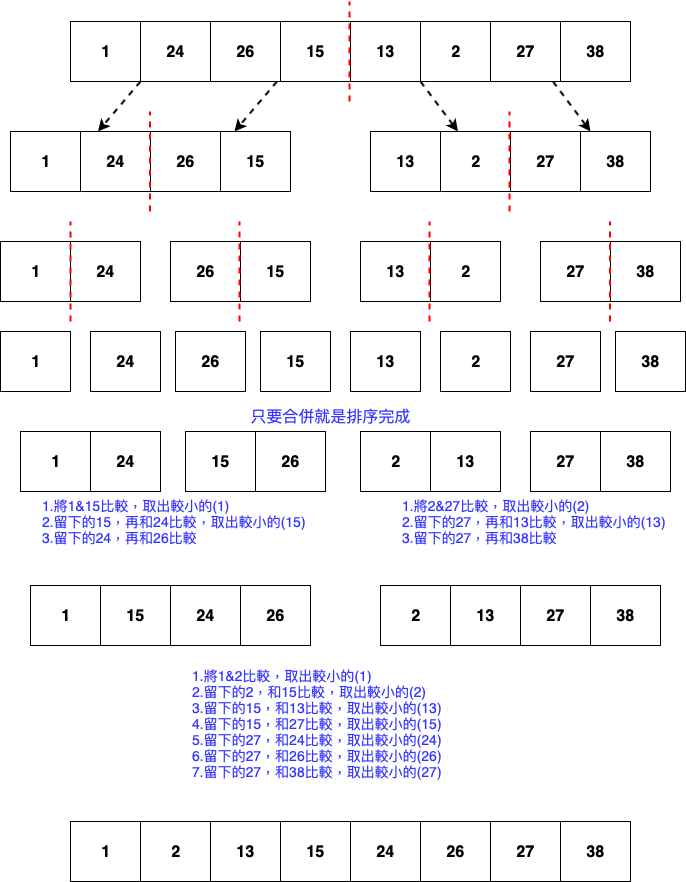 1 24 26 15 13 2 27 38
1 24 26 15 13 2 27 38
1 24 26 15 13 2 27 38
1 24 26 15 13 2 27 38
只要合併就是排序完成
1 24 15 26 2 13 27 38
1.將1&15比較，取出較小的(1)
2.留下的15，再和24比較，取出較小的(15)
3.留下的24，再和26比較
1.將2&27比較，取出較小的(2)
2.留下的27，再和13比較，取出較小的(13)
3.留下的27，再和38比較
1 15 24 26 2 13 27 38
1.將1&2比較，取出較小的(1)
2.留下的2，和15比較，取出較小的(2)
3.留下的15，和13比較，取出較小的(13)
4.留下的15，和27比較，取出較小的(15)
5.留下的27，和24比較，取出較小的(24)
6.留下的27，和26比較，取出較小的(26)
7.留下的27，和38比較，取出較小的(27)
1 2 13 15 24 26 27 38